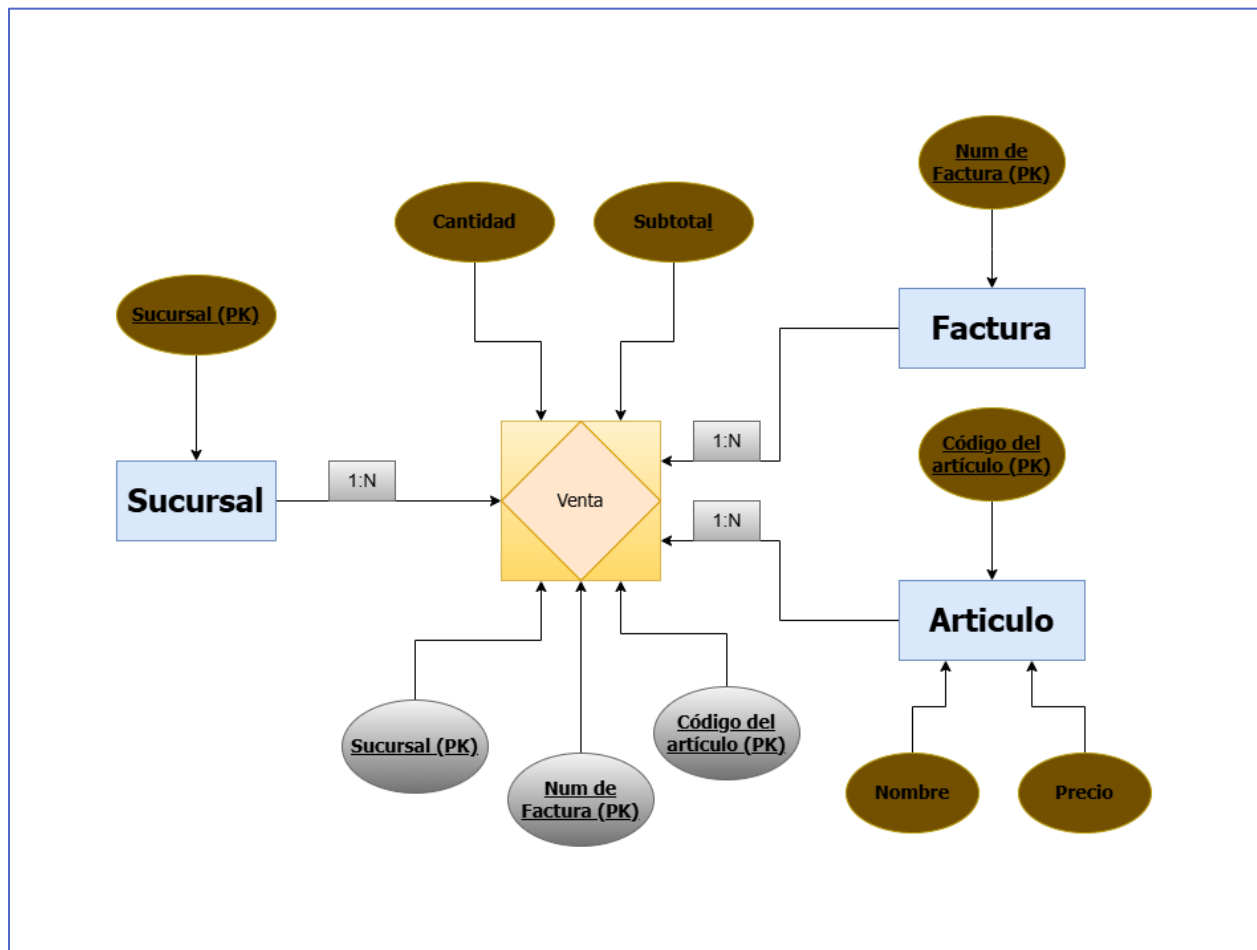 Num de
Factura (PK)
Cantidad
Subtotal
Sucursal (PK)
Factura
Código del
artículo (PK)
1:N
Sucursal
1:N
Venta
1:N
Articulo
Sucursal (PK)
Código del
artículo (PK)
Num de
Factura (PK)
Nombre
Precio